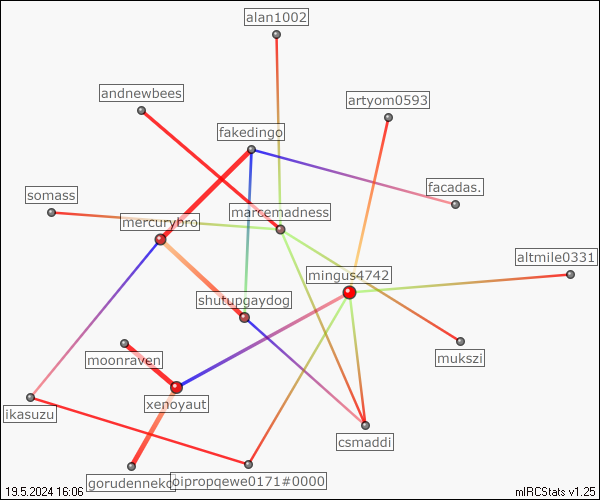 alan1002
andnewbees
artyom0593
fakedingo
facadas.
somass
marcemadness
mercurybro
altmile0331
mingus4742
shutupgaydog
moonraven
mukszi
xenoyaut
ikasuzu
csmaddi
gorudenneko
oipropqewe0171#0000
19.5.2024 16:06
mIRCStats v1.25